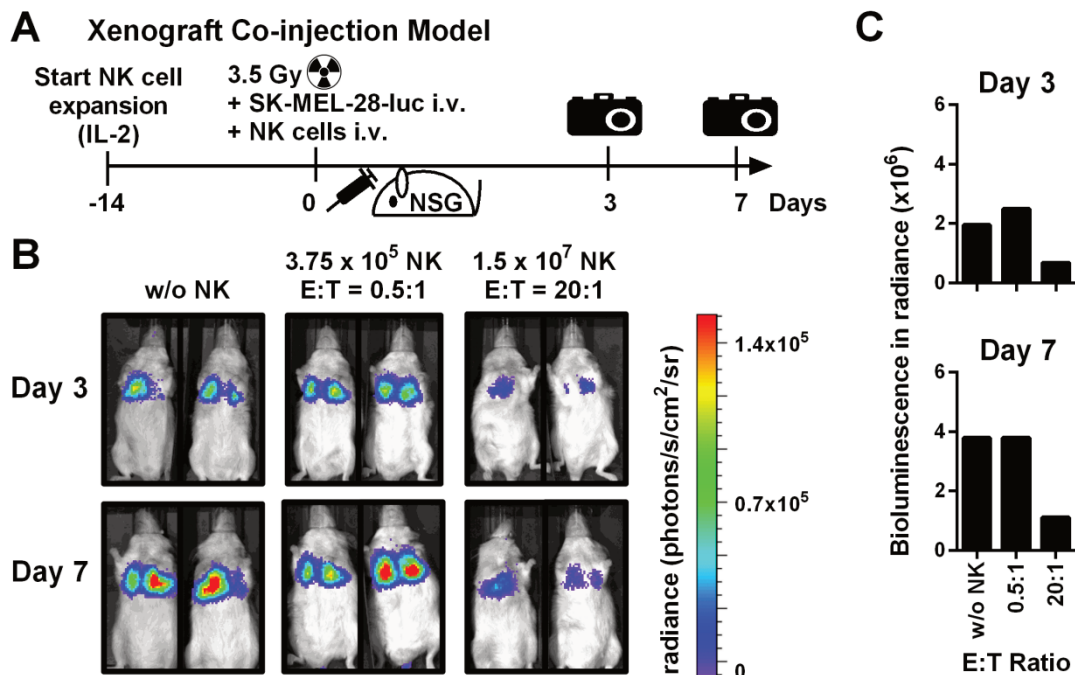 A Xenograft Co-injection Model
Start NK cell
expansion
(IL-2)
3.5 Gy
+ SK-MEL-28-luc i.v.
+ NK cells i.v.
NSG
-14 0 3 7 Days
B
w/o NK
3.75 x 10⁵ NK
E:T = 0.5:1
1.5 x 10⁷ NK
E:T = 20:1
Day 3
Day 7
1.4x10⁵
0.7x10⁵
0
radiance (photons/s/cm²/sr)
C
Day 3
6
4
2
0
Day 7
6
4
2
0
Bioluminescence in radiance (x10⁶)
w/o NK
0.5:1
20:1
E:T Ratio